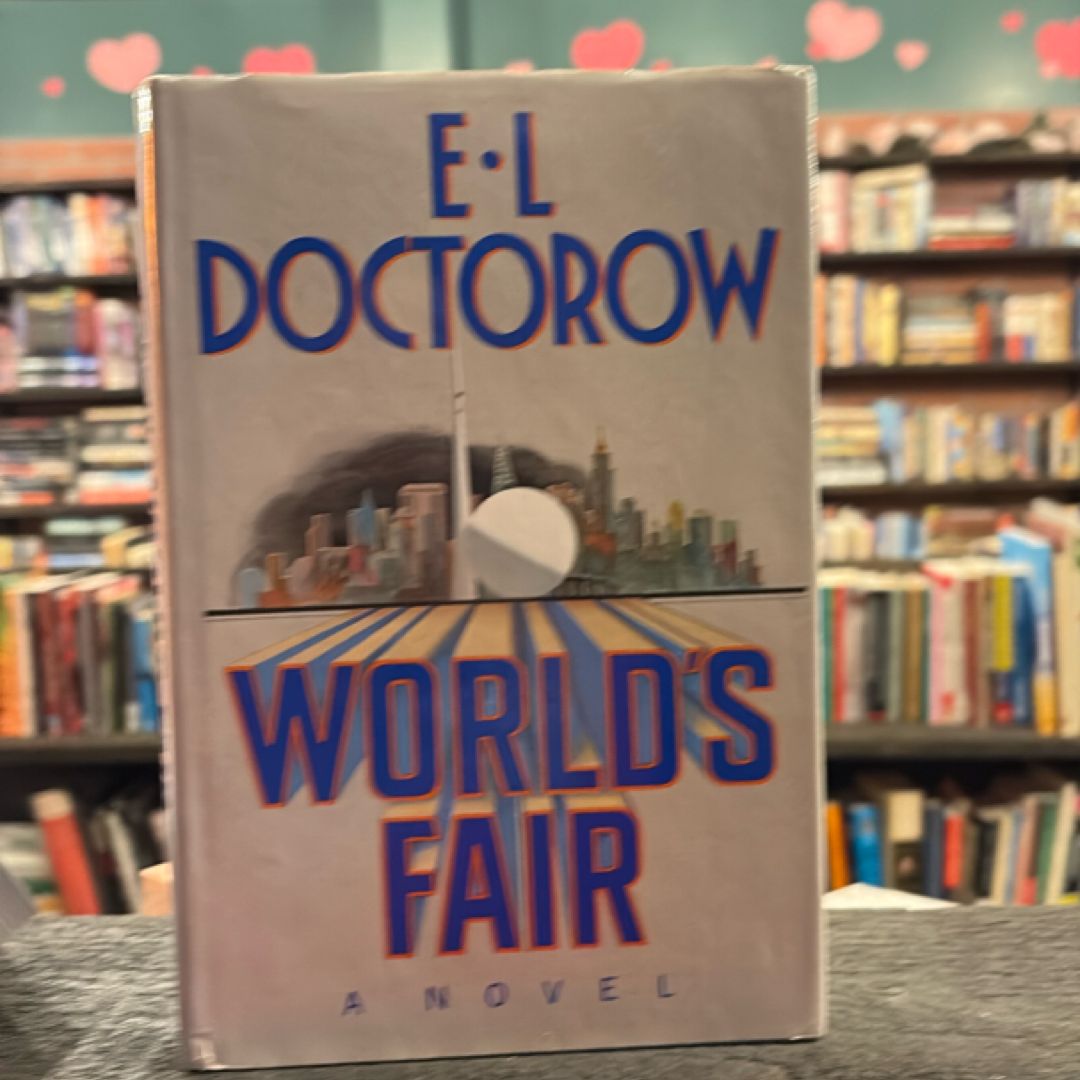 E·L
DOCTOROW
WORLD'S
FAIR
A NOVEL